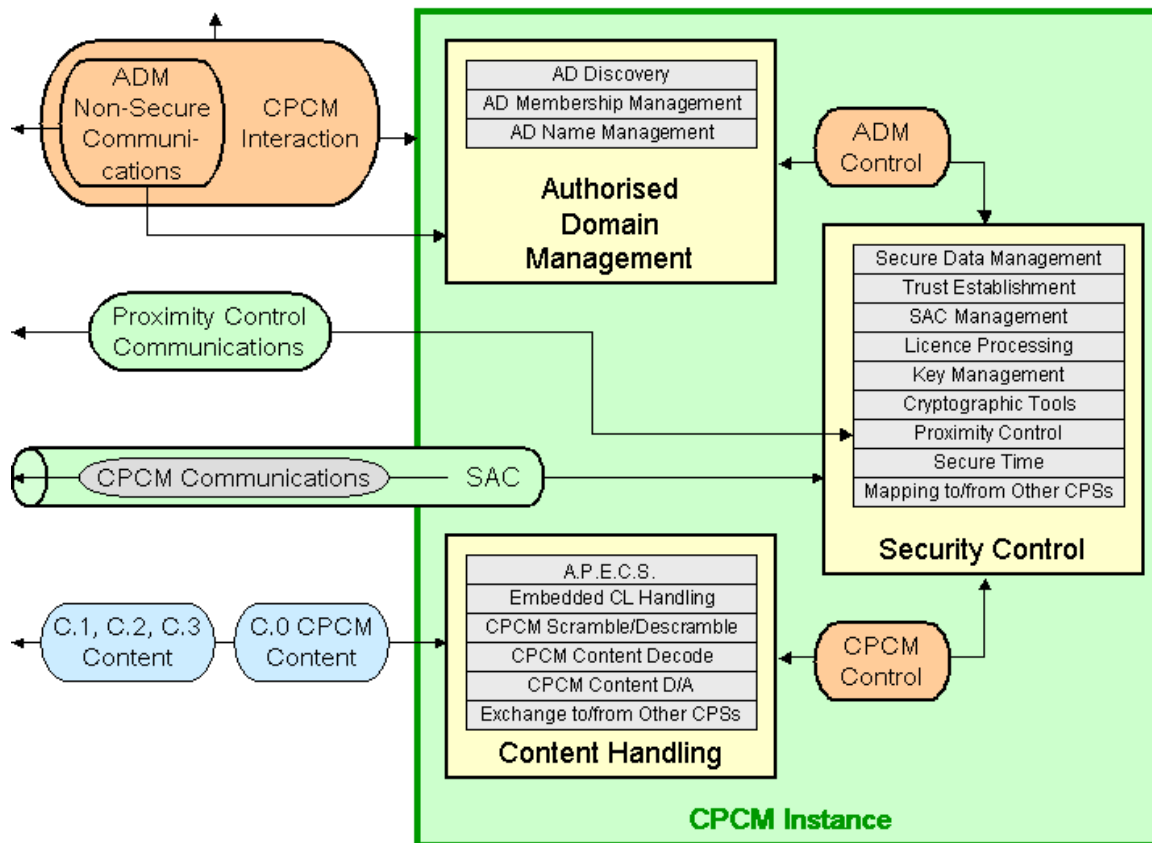 ADM
Non-Secure
Communi-
cations
CPCM
Interaction
AD Discovery
AD Membership Management
AD Name Management
Authorised
Domain
Management
ADM
Control
Proximity Control
Communications
Secure Data Management
Trust Establishment
SAC Management
Licence Processing
Key Management
Cryptographic Tools
Proximity Control
Secure Time
Mapping to/from Other CPSs
Security Control
CPCM Communications
SAC
C.1, C.2, C.3
Content
C.0 CPCM
Content
A.P.E.C.S.
Embedded CL Handling
CPCM Scramble/Descramble
CPCM Content Decode
CPCM Content D/A
Exchange to/from Other CPSs
Content Handling
CPCM
Control
CPCM Instance